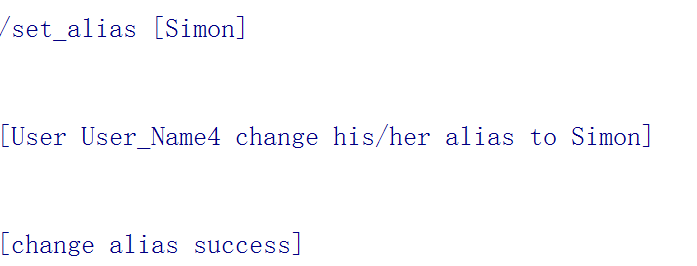 /set_alias [Simon]
[User User_Name4 change his/her alias to Simon]
[change alias success]